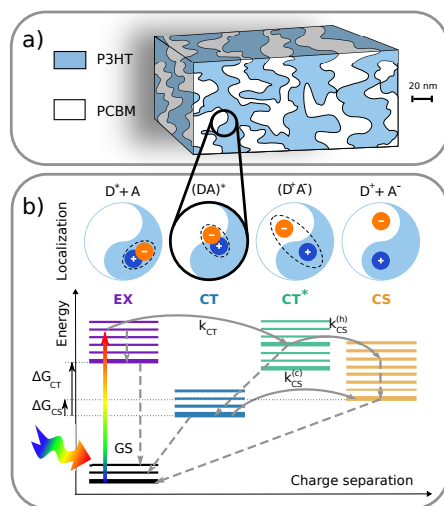 a)
P3HT
PCBM
20 nm
b)
D* + A
(DA)*
(D⁺A⁻)
D⁺ + A⁻
Localization
EX
CT
CT*
CS
Energy
k_CT
k_CS^(h)
k_CS^(c)
ΔG_CT
ΔG_CS
GS
Charge separation